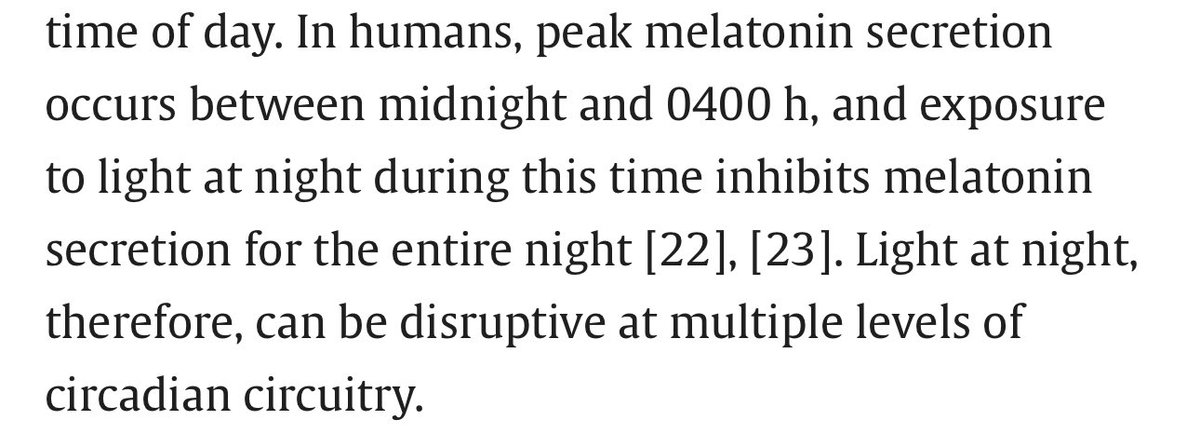 time of day. In humans, peak melatonin secretion
occurs between midnight and 0400 h, and exposure
to light at night during this time inhibits melatonin
secretion for the entire night [22], [23]. Light at night,
therefore, can be disruptive at multiple levels of
circadian circuitry.